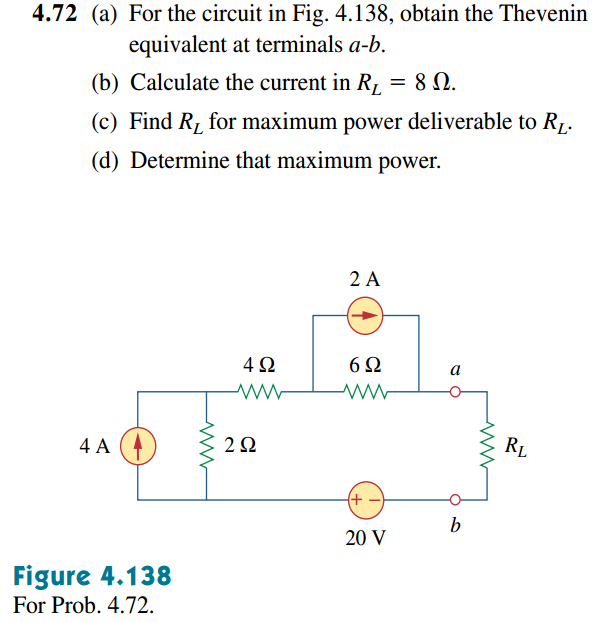 4.72 (a) For the circuit in Fig. 4.138, obtain the Thevenin
equivalent at terminals a-b.
(b) Calculate the current in R_L = 8 Ω.
(c) Find R_L for maximum power deliverable to R_L.
(d) Determine that maximum power.
2 A
4 Ω
6 Ω
a
4 A
2 Ω
R_L
+ −
20 V
b
Figure 4.138
For Prob. 4.72.